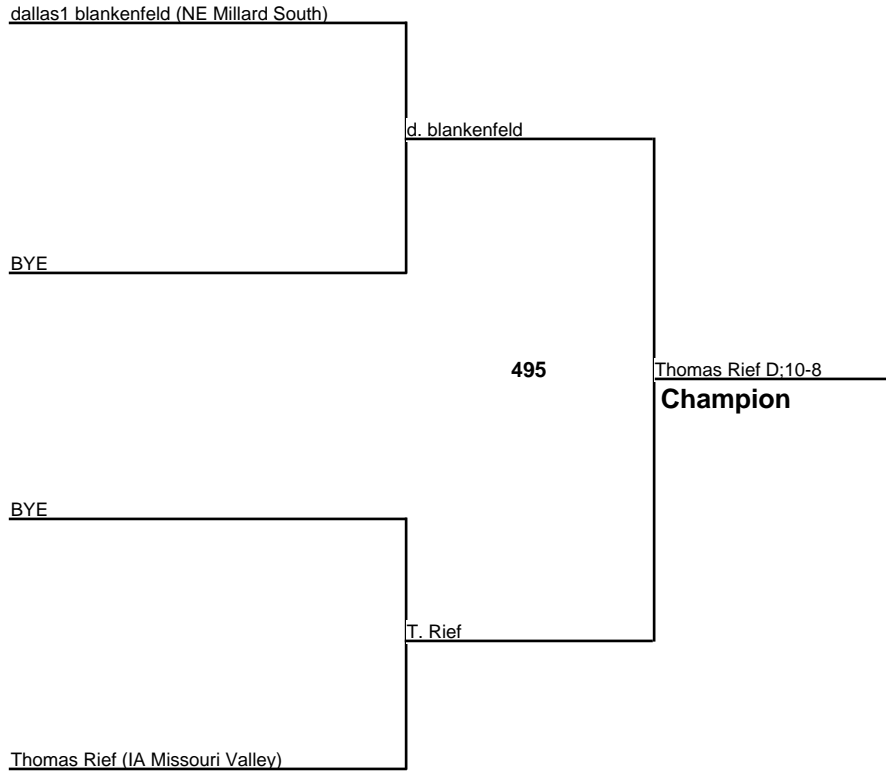 dallas1 blankenfeld (NE Millard South)
d. blankenfeld
BYE
495
Thomas Rief D;10-8
Champion
BYE
T. Rief
Thomas Rief (IA Missouri Valley)